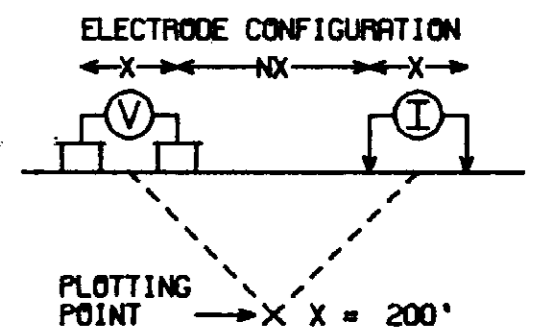 ELECTRODE CONFIGURATION
X NX X
V I
PLOTTING
POINT X X = 200'